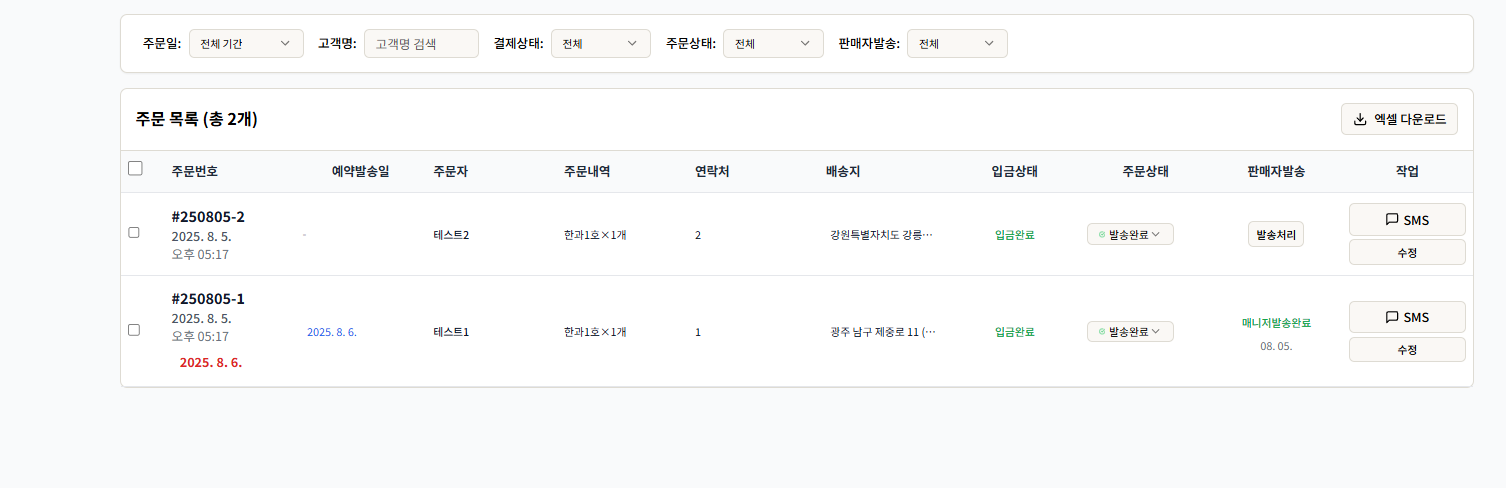 주문일: 전체 기간 고객명: 고객명 검색 결제상태: 전체 주문상태: 전체 판매자발송: 전체
주문 목록 (총 2개) 엑셀 다운로드
주문번호 예약발송일 주문자 주문내역 연락처 배송지 입금상태 주문상태 판매자발송 작업
#250805-2
2025. 8. 5.
오후 05:17
- 테스트2 한과1호×1개 2 강원특별자치도 강릉… 입금완료 발송완료 발송처리
SMS
수정
#250805-1
2025. 8. 5.
오후 05:17
2025. 8. 6.
2025. 8. 6. 테스트1 한과1호×1개 1 광주 남구 제중로 11 (… 입금완료 발송완료
매니저발송완료
08. 05.
SMS
수정